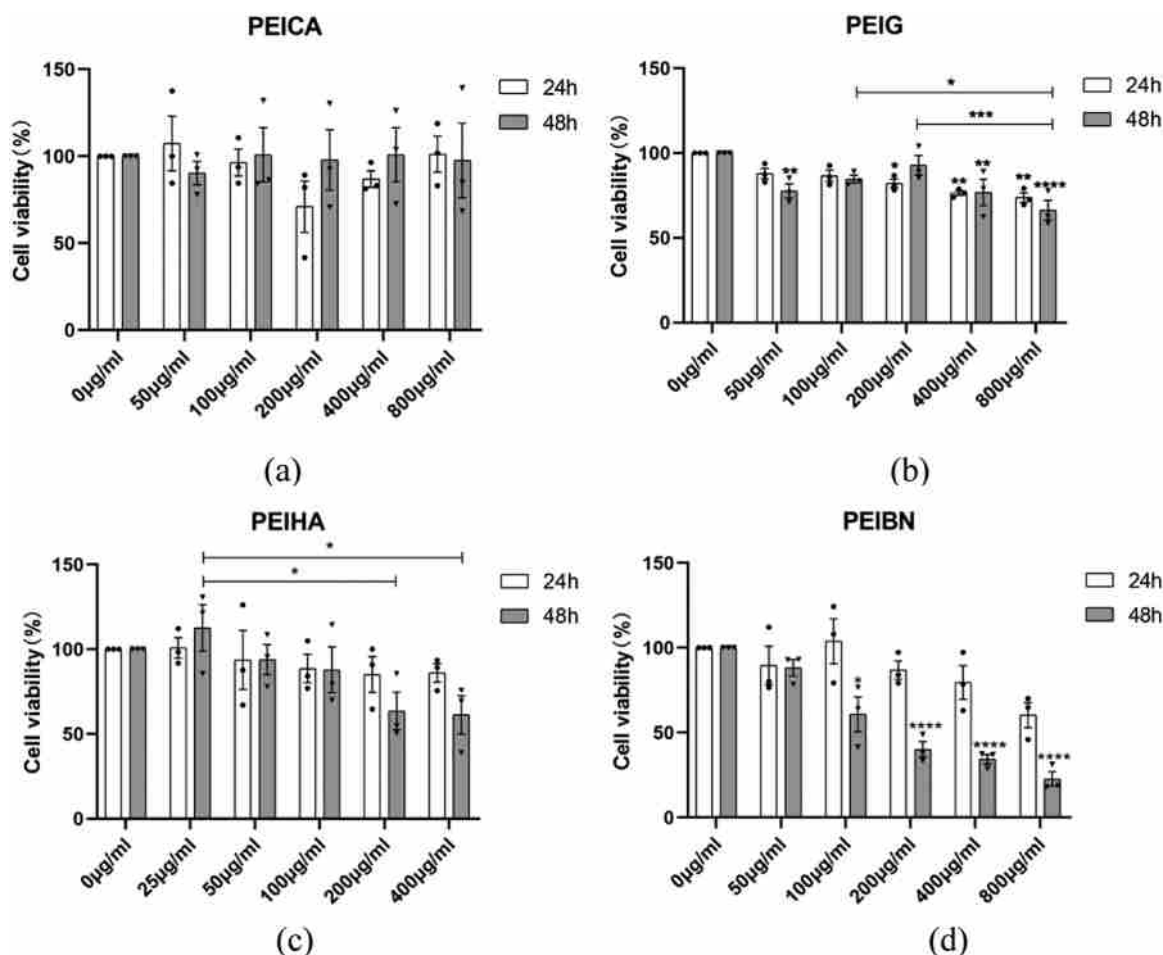 PEICA
150
100
50
0
Cell viability (%)
24h
48h
0µg/ml
50µg/ml
100µg/ml
200µg/ml
400µg/ml
800µg/ml
(a)
PEIG
150
100
50
0
Cell viability (%)
24h
48h
*
***
**
*
**
**
**
****
0µg/ml
50µg/ml
100µg/ml
200µg/ml
400µg/ml
800µg/ml
(b)
PEIHA
150
100
50
0
Cell viability (%)
24h
48h
*
*
0µg/ml
25µg/ml
50µg/ml
100µg/ml
200µg/ml
400µg/ml
(c)
PEIBN
150
100
50
0
Cell viability (%)
24h
48h
*
****
****
****
0µg/ml
50µg/ml
100µg/ml
200µg/ml
400µg/ml
800µg/ml
(d)